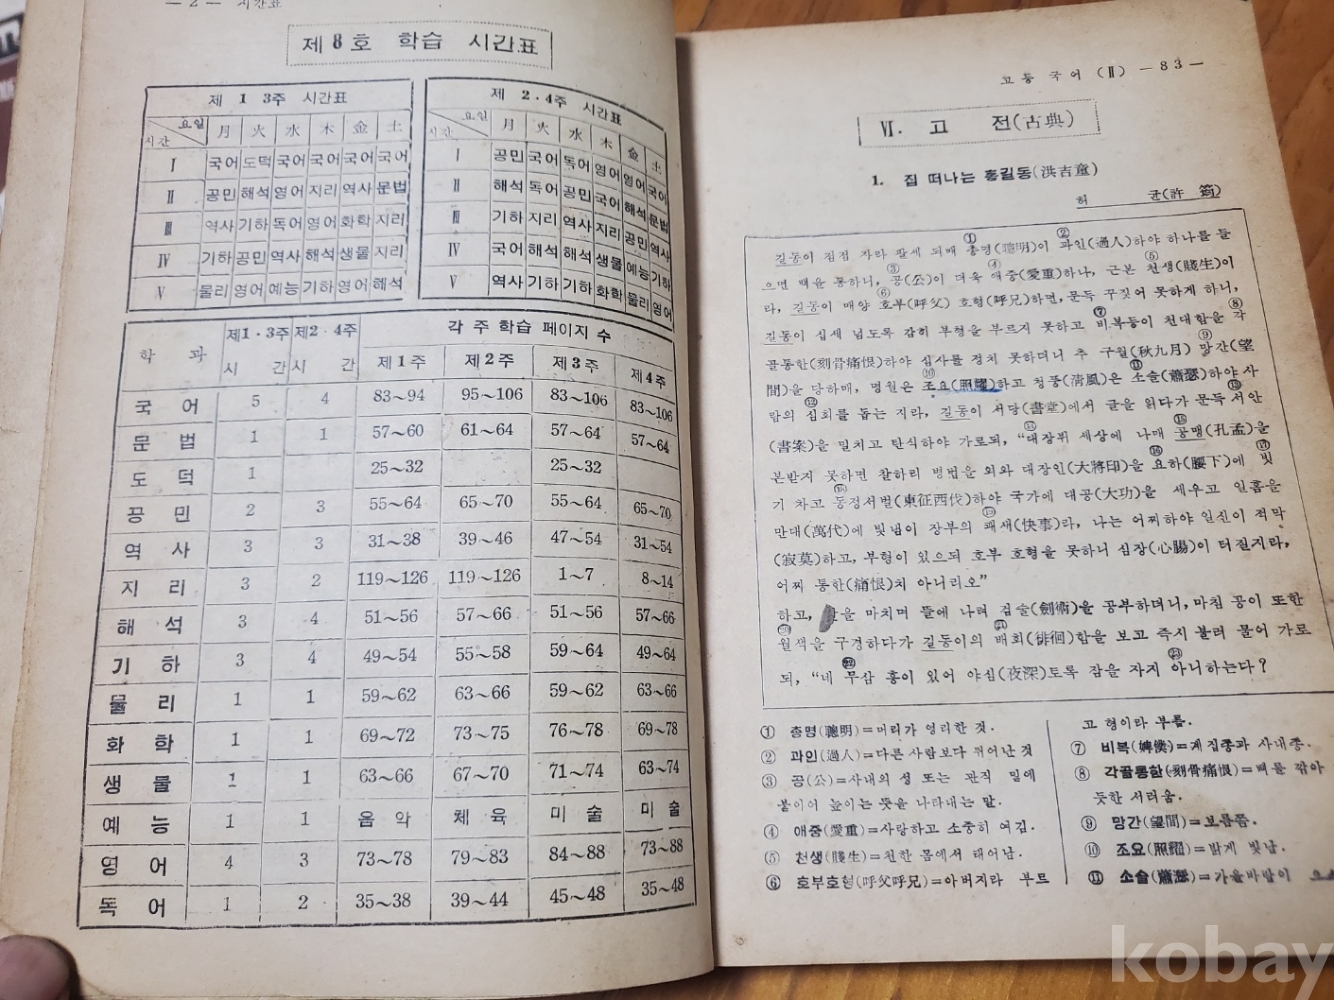 — 2 — 시간표
제8호 학습 시간표
제 1 3주 시간표
요일 月 火 水 木 金 土
시간
I 국어 도덕 국어 국어 국어 국어
II 공민 해석 영어 지리 역사 문법
III 역사 기하 독어 영어 화학 지리
IV 기하 공민 역사 해석 생물 지리
V 물리 영어 예능 기하 영어 해석
제 2·4주 시간표
요일 月 火 水 木 金 土
시간
I 공민 국어 독어 영어 영어 국어
II 해석 독어 공민 국어 해석 문법
III 기하 지리 역사 지리 공민 역사
IV 국어 해석 해석 생물 예능 기하
V 역사 기하 기하 화학 물리 영어
학 과 제1·3주 시 간 제2·4주 시 간 각 주 학습 페이지 수
제1주 제2주 제3주 제4주
국 어 5 4 83~94 95~106 83~106 83~106
문 법 1 1 57~60 61~64 57~64 57~64
도 덕 1 25~32 25~32
공 민 2 3 55~64 65~70 55~64 65~70
역 사 3 3 31~38 39~46 47~54 31~54
지 리 3 2 119~126 119~126 1~7 8~14
해 석 3 4 51~56 57~66 51~56 57~66
기 하 3 4 49~54 55~58 59~64 49~64
물 리 1 1 59~62 63~66 59~62 63~66
화 학 1 1 69~72 73~75 76~78 69~78
생 물 1 1 63~66 67~70 71~74 63~74
예 능 1 1 음 악 체 육 미 술 미 술
영 어 4 3 73~78 79~83 84~88 73~88
독 어 1 2 35~38 39~44 45~48 35~48
고등 국어 (Ⅱ) —83—
Ⅵ. 고 전(古典)
1. 집 떠나는 홍길동(洪吉童)
허 균(許 筠)
길동이 점점 자라 팔세 되매 ①총명(聰明)이 ②과인(過人)하야 하나를 들
으면 백을 통하니, ③공(公)이 더욱 ④애중(愛重)하나, 근본 ⑤천생(賤生)이
라, 길동이 매양 ⑥호부(呼父) 호형(呼兄)하면, 문득 꾸짖어 못하게 하니,
길동이 십세 넘도록 감히 부형을 부르지 못하고 ⑦비복등이 천대함을 ⑧각
골통한(刻骨痛恨)하야 심사를 정치 못하더니 추 구월(秋九月) ⑨망간(望
間)을 당하매, 명월은 ⑩조요(照耀)하고 청풍(淸風)은 ⑪소슬(蕭瑟)하야 사
람의 심회를 돕는 지라, 길동이 서당(書堂)에서 글을 읽다가 문득 서안
(書案)을 밀치고 탄식하야 가로되, “대장뷔 세상에 나매 공맹(孔孟)을
본받지 못하면 찰하리 병법을 외와 대장인(大將印)을 요하(腰下)에 빗
기 차고 동정서벌(東征西伐)하야 국가에 대공(大功)을 세우고 일홈을
만대(萬代)에 빛냄이 장부의 쾌새(快事)라, 나는 어찌하야 일신이 적막
(寂莫)하고, 부형이 있으되 호부 호형을 못하니 심장(心腸)이 터질지라,
어찌 통한(痛恨)치 아니리오”
하고, 을 마치며 뜰에 나려 검술(劍術)을 공부하더니, 마침 공이 또한
월색을 구경하다가 길동이의 배회(徘徊)함을 보고 즉시 불러 물어 가로
되, “네 무삼 흥이 있어 야심(夜深)토록 잠을 자지 아니하는다?
① 총명(聰明)=머리가 영리한 것.
② 과인(過人)=다른 사람보다 뛰어난 것
③ 공(公)=사내의 성 또는 관직 밑에
붙이어 높이는 뜻을 나타내는 말.
④ 애중(愛重)=사랑하고 소중히 여김.
⑤ 천생(賤生)=천한 몸에서 태어남.
⑥ 호부호형(呼父呼兄)=아버지라 부르
고 형이라 부름.
⑦ 비복(婢僕)=계집종과 사내종.
⑧ 각골통한(刻骨痛恨)=뼈를 깎아
듯한 서러움.
⑨ 망간(望間)=보름쯤.
⑩ 조요(照耀)=밝게 빛남.
⑪ 소슬(蕭瑟)=가을바람이
kobay